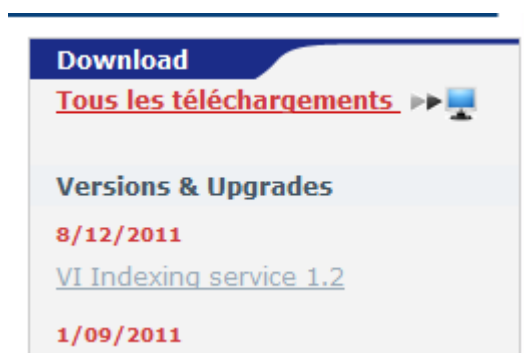 Download
Tous les téléchargements
Versions & Upgrades
8/12/2011
VI Indexing service 1.2
1/09/2011